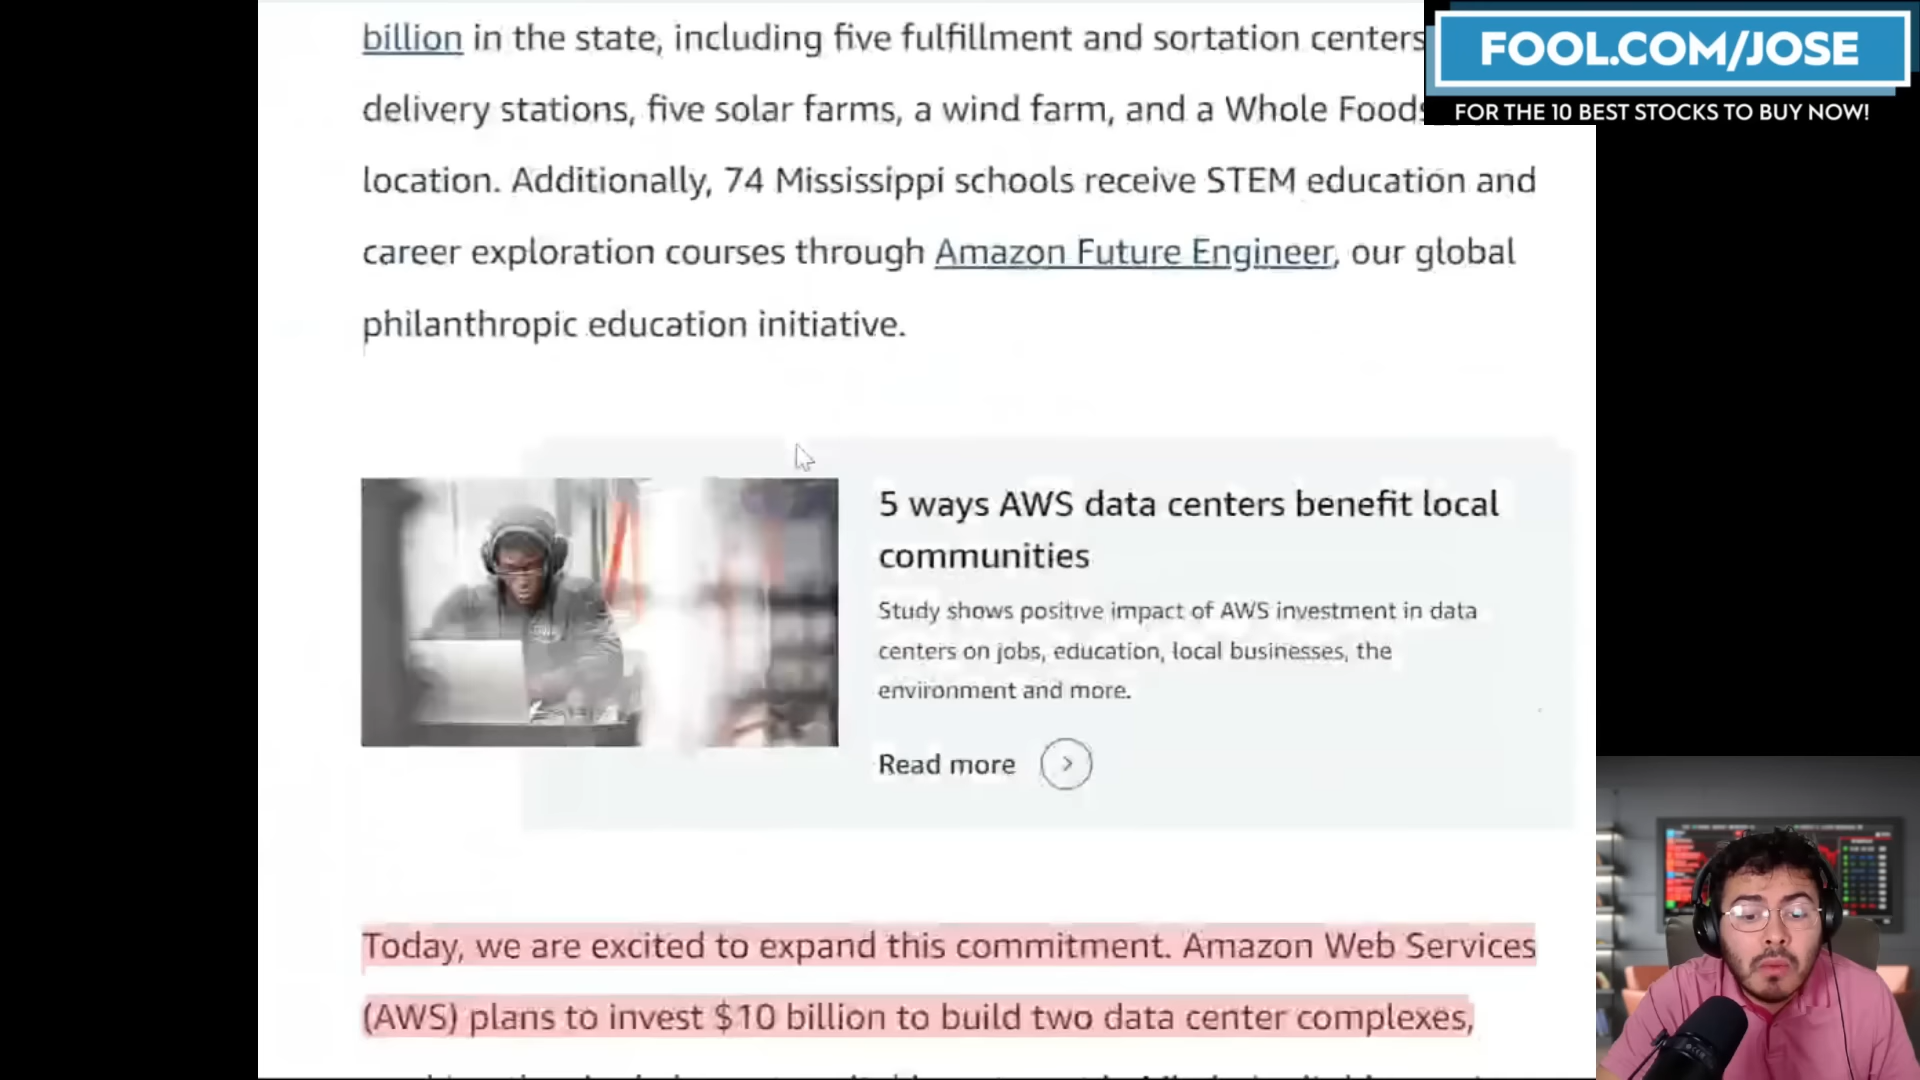 billion in the state, including five fulfillment and sortation centers
FOOL.COM/JOSE
FOR THE 10 BEST STOCKS TO BUY NOW!
delivery stations, five solar farms, a wind farm, and a Whole Foods
location. Additionally, 74 Mississippi schools receive STEM education and
career exploration courses through Amazon Future Engineer, our global
philanthropic education initiative.
5 ways AWS data centers benefit local
communities
Study shows positive impact of AWS investment in data
centers on jobs, education, local businesses, the
environment and more.
Read more
Today, we are excited to expand this commitment. Amazon Web Services
(AWS) plans to invest $10 billion to build two data center complexes,